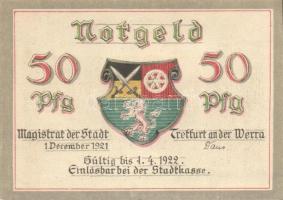 Notgeld
50 50
Pfg Pfg
Magistrat der Stadt Treffurt an der Werra
1. December 1921
Gültig bis 1. 4. 1922.
Einlösbar bei der Stadtkasse.